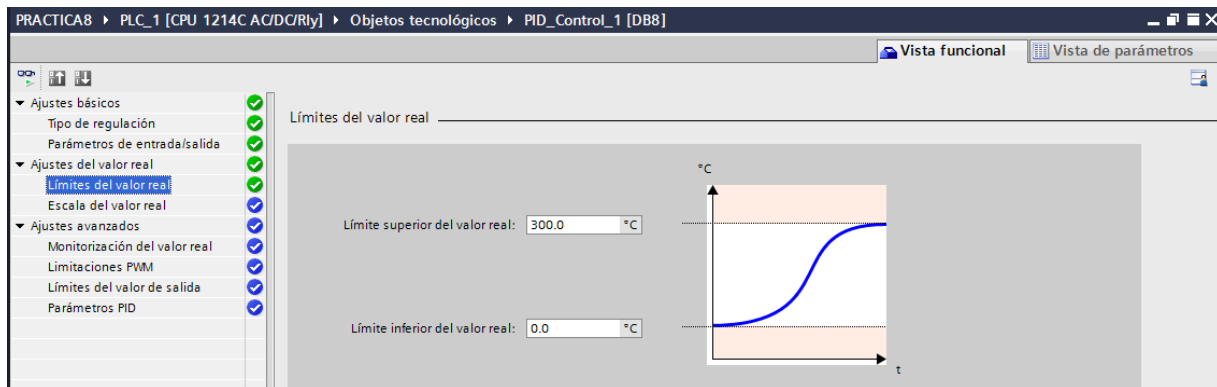 PRACTICA8 ▸ PLC_1 [CPU 1214C AC/DC/Rly] ▸ Objetos tecnológicos ▸ PID_Control_1 [DB8]
Vista funcional
Vista de parámetros
Ajustes básicos
Tipo de regulación
Parámetros de entrada/salida
Ajustes del valor real
Límites del valor real
Escala del valor real
Ajustes avanzados
Monitorización del valor real
Limitaciones PWM
Límites del valor de salida
Parámetros PID
Límites del valor real
°C
Límite superior del valor real: 300.0 °C
Límite inferior del valor real: 0.0 °C
t